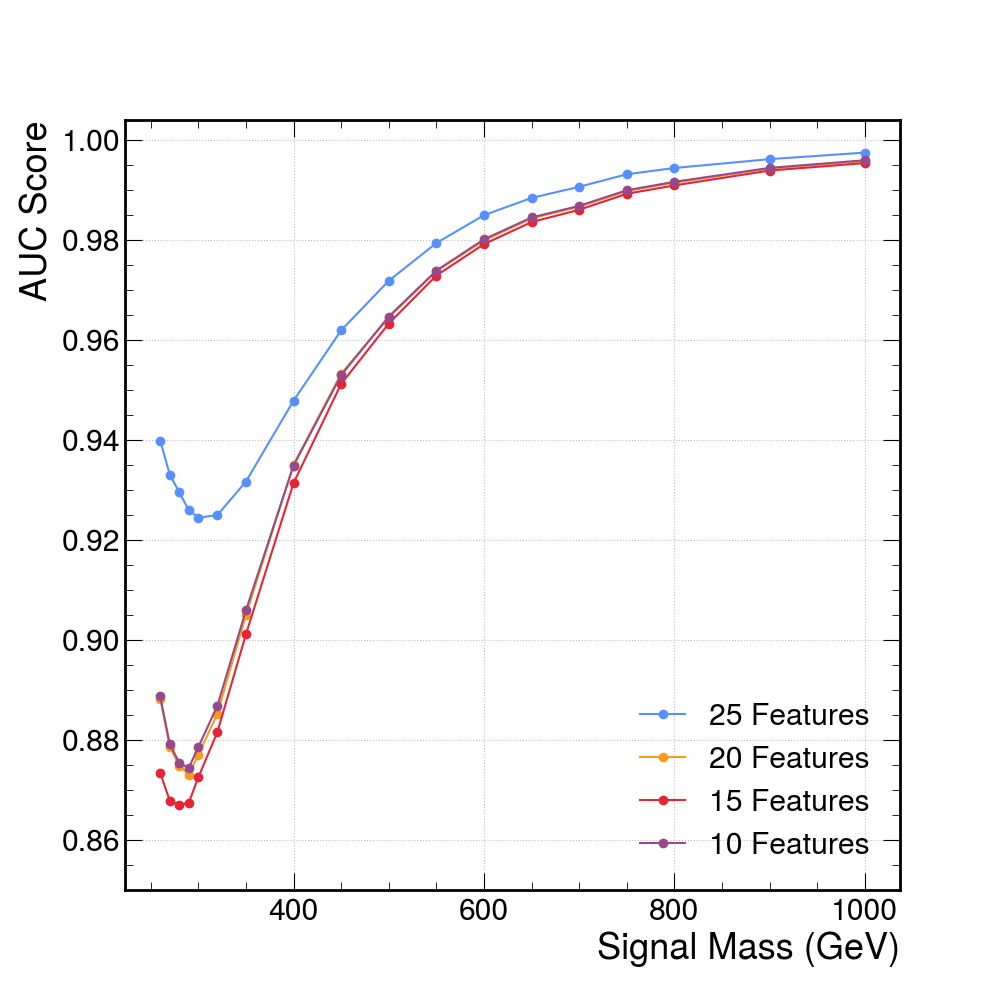 AUC Score
1.00
0.98
0.96
0.94
0.92
0.90
0.88
0.86
25 Features
20 Features
15 Features
10 Features
400 600 800 1000
Signal Mass (GeV)